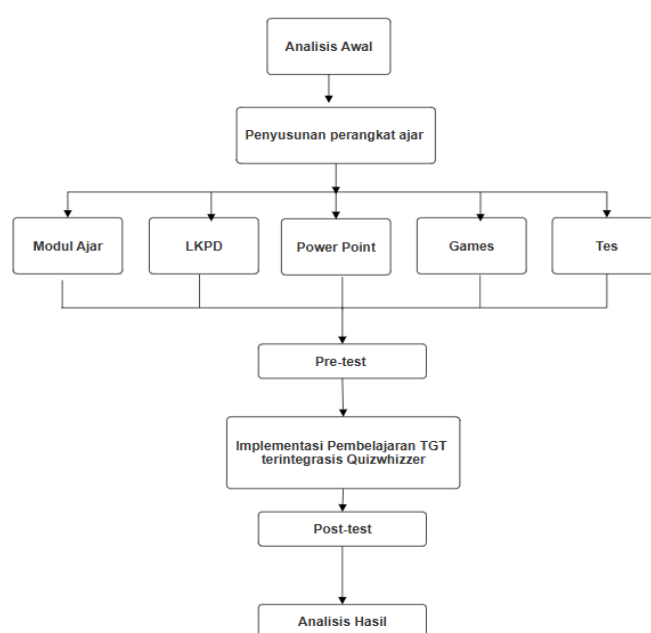 Analisis Awal
Penyusunan perangkat ajar
Modul Ajar
LKPD
Power Point
Games
Tes
Pre-test
Implementasi Pembelajaran TGT
terintegrasis Quizwhizzer
Post-test
Analisis Hasil